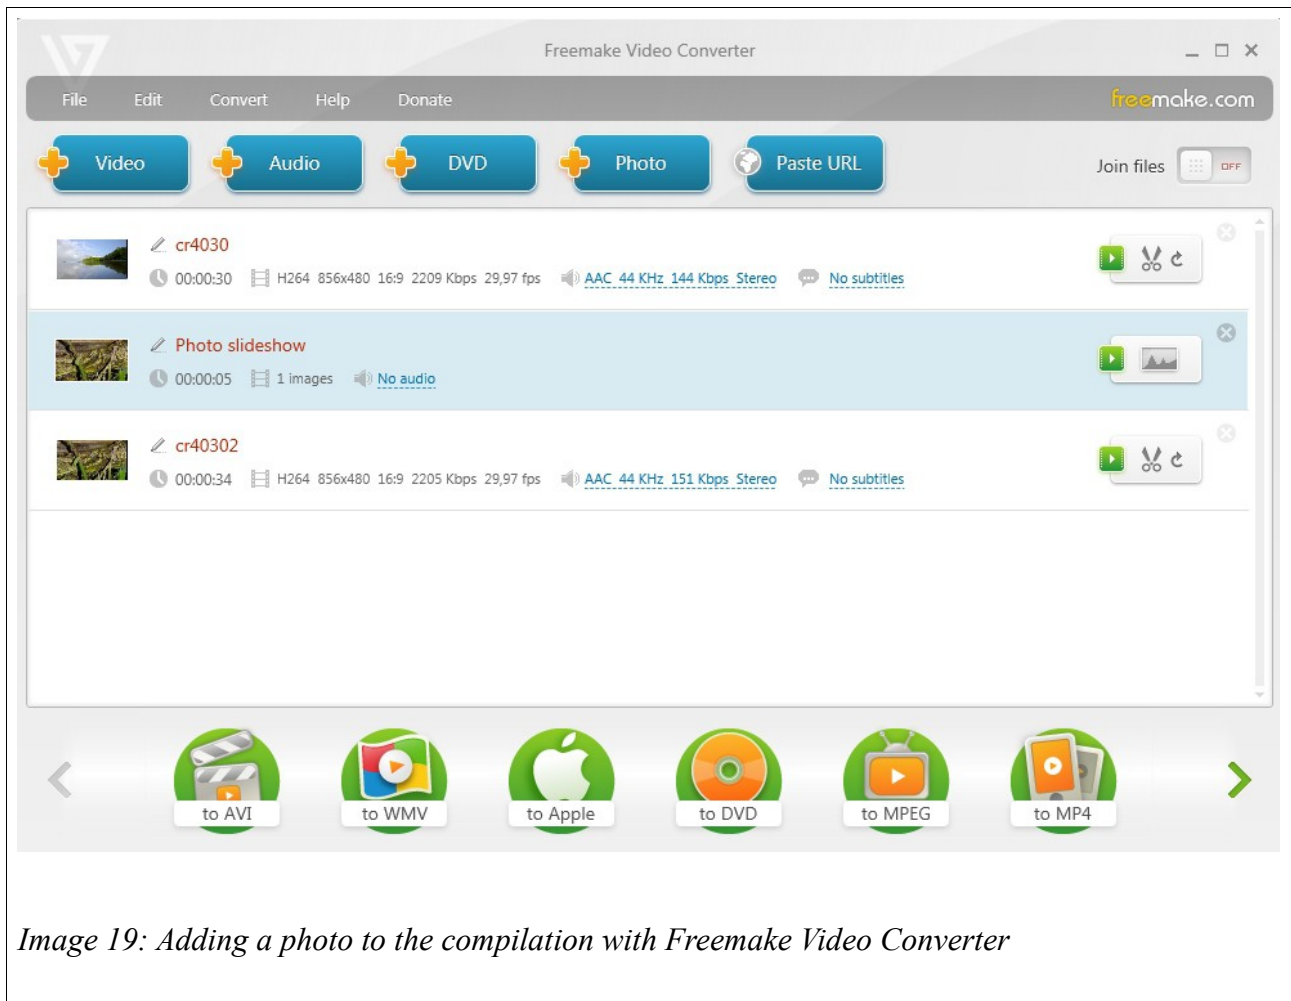 Freemake Video Converter
File Edit Convert Help Donate freemake.com
Video Audio DVD Photo Paste URL Join files OFF
cr4030
00:00:30 H264 856x480 16:9 2209 Kbps 29,97 fps AAC 44 KHz 144 Kbps Stereo No subtitles
Photo slideshow
00:00:05 1 images No audio
cr40302
00:00:34 H264 856x480 16:9 2205 Kbps 29,97 fps AAC 44 KHz 151 Kbps Stereo No subtitles
to AVI to WMV to Apple to DVD to MPEG to MP4
Image 19: Adding a photo to the compilation with Freemake Video Converter